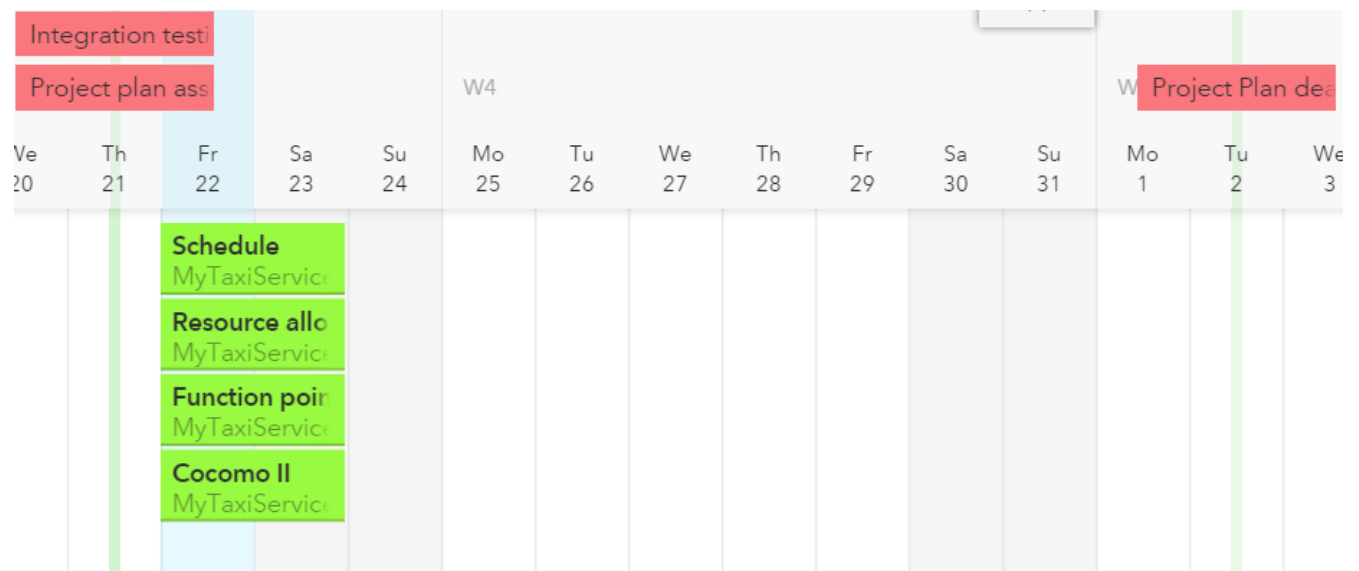 Integration testi
Project plan ass
W4
W
Project Plan dea
We Th Fr Sa Su Mo Tu We Th Fr Sa Su Mo Tu We
20 21 22 23 24 25 26 27 28 29 30 31 1 2 3
Schedule
MyTaxiService
Resource allo
MyTaxiService
Function poin
MyTaxiService
Cocomo II
MyTaxiService